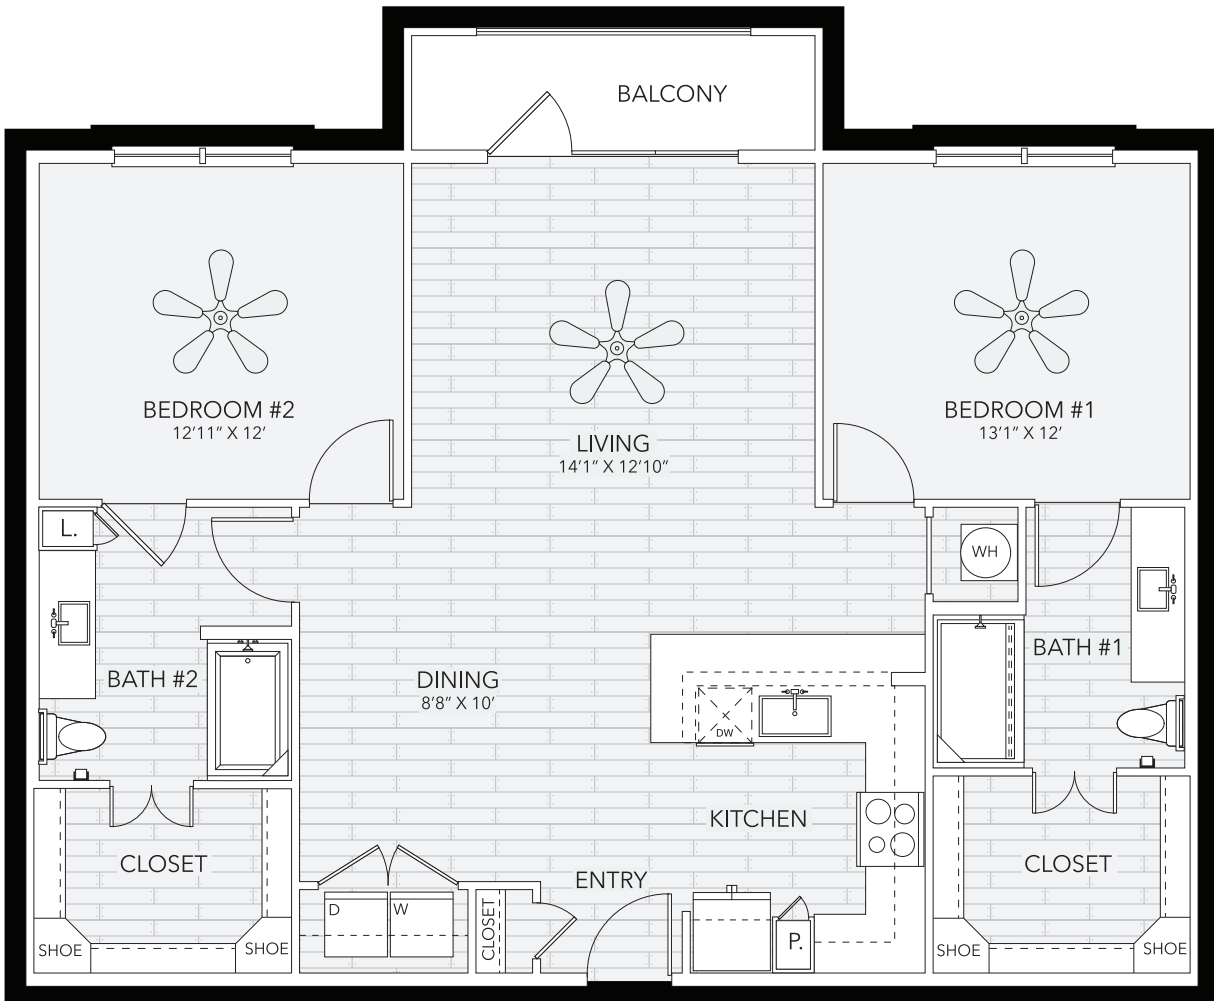 BALCONY
BEDROOM #2
12'11" X 12'
BEDROOM #1
13'1" X 12'
LIVING
14'1" X 12'10"
L.
WH
BATH #2
DINING
8'8" X 10'
BATH #1
DW
KITCHEN
CLOSET
ENTRY
CLOSET
D
W
CLOSET
P.
SHOE
SHOE
SHOE
SHOE